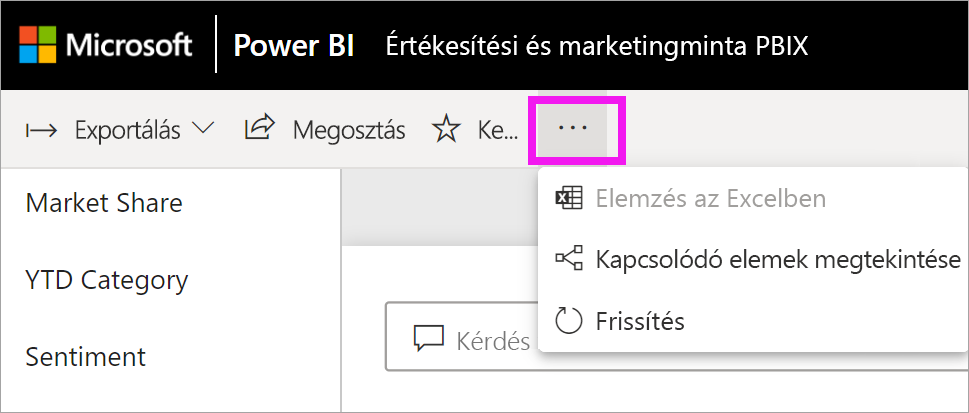 Microsoft Power BI Értékesítési és marketingminta PBIX
Exportálás Megosztás Ke... ...
Market Share
YTD Category
Sentiment
Elemzés az Excelben
Kapcsolódó elemek megtekintése
Frissítés
Kérdés